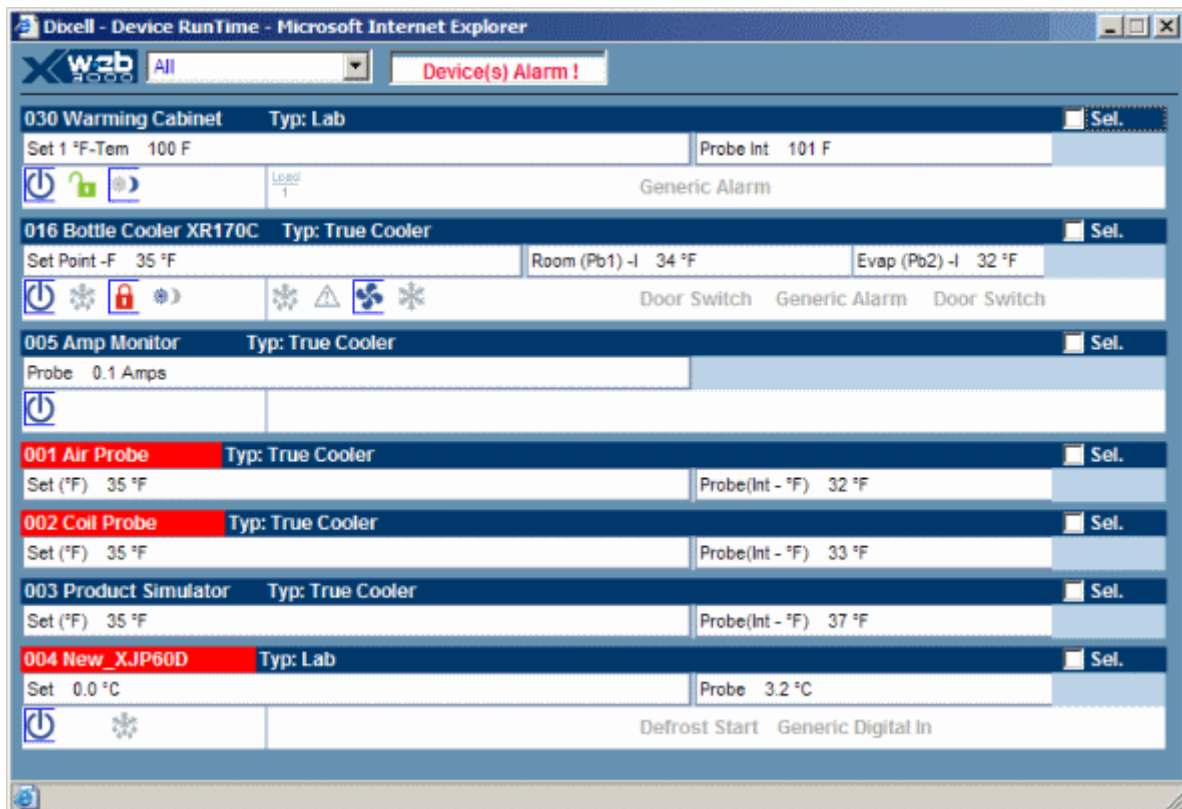 Dixell - Device RunTime - Microsoft Internet Explorer
X web 3000 All Device(s) Alarm !
030 Warming Cabinet Typ: Lab Sel.
Set 1 °F-Tem 100 F Probe Int 101 F
Load 1 Generic Alarm
016 Bottle Cooler XR170C Typ: True Cooler Sel.
Set Point -F 35 °F Room (Pb1) -I 34 °F Evap (Pb2) -I 32 °F
Door Switch Generic Alarm Door Switch
005 Amp Monitor Typ: True Cooler Sel.
Probe 0.1 Amps
001 Air Probe Typ: True Cooler Sel.
Set (°F) 35 °F Probe(Int - °F) 32 °F
002 Coil Probe Typ: True Cooler Sel.
Set (°F) 35 °F Probe(Int - °F) 33 °F
003 Product Simulator Typ: True Cooler Sel.
Set (°F) 35 °F Probe(Int - °F) 37 °F
004 New_XJP60D Typ: Lab Sel.
Set 0.0 °C Probe 3.2 °C
Defrost Start Generic Digital In